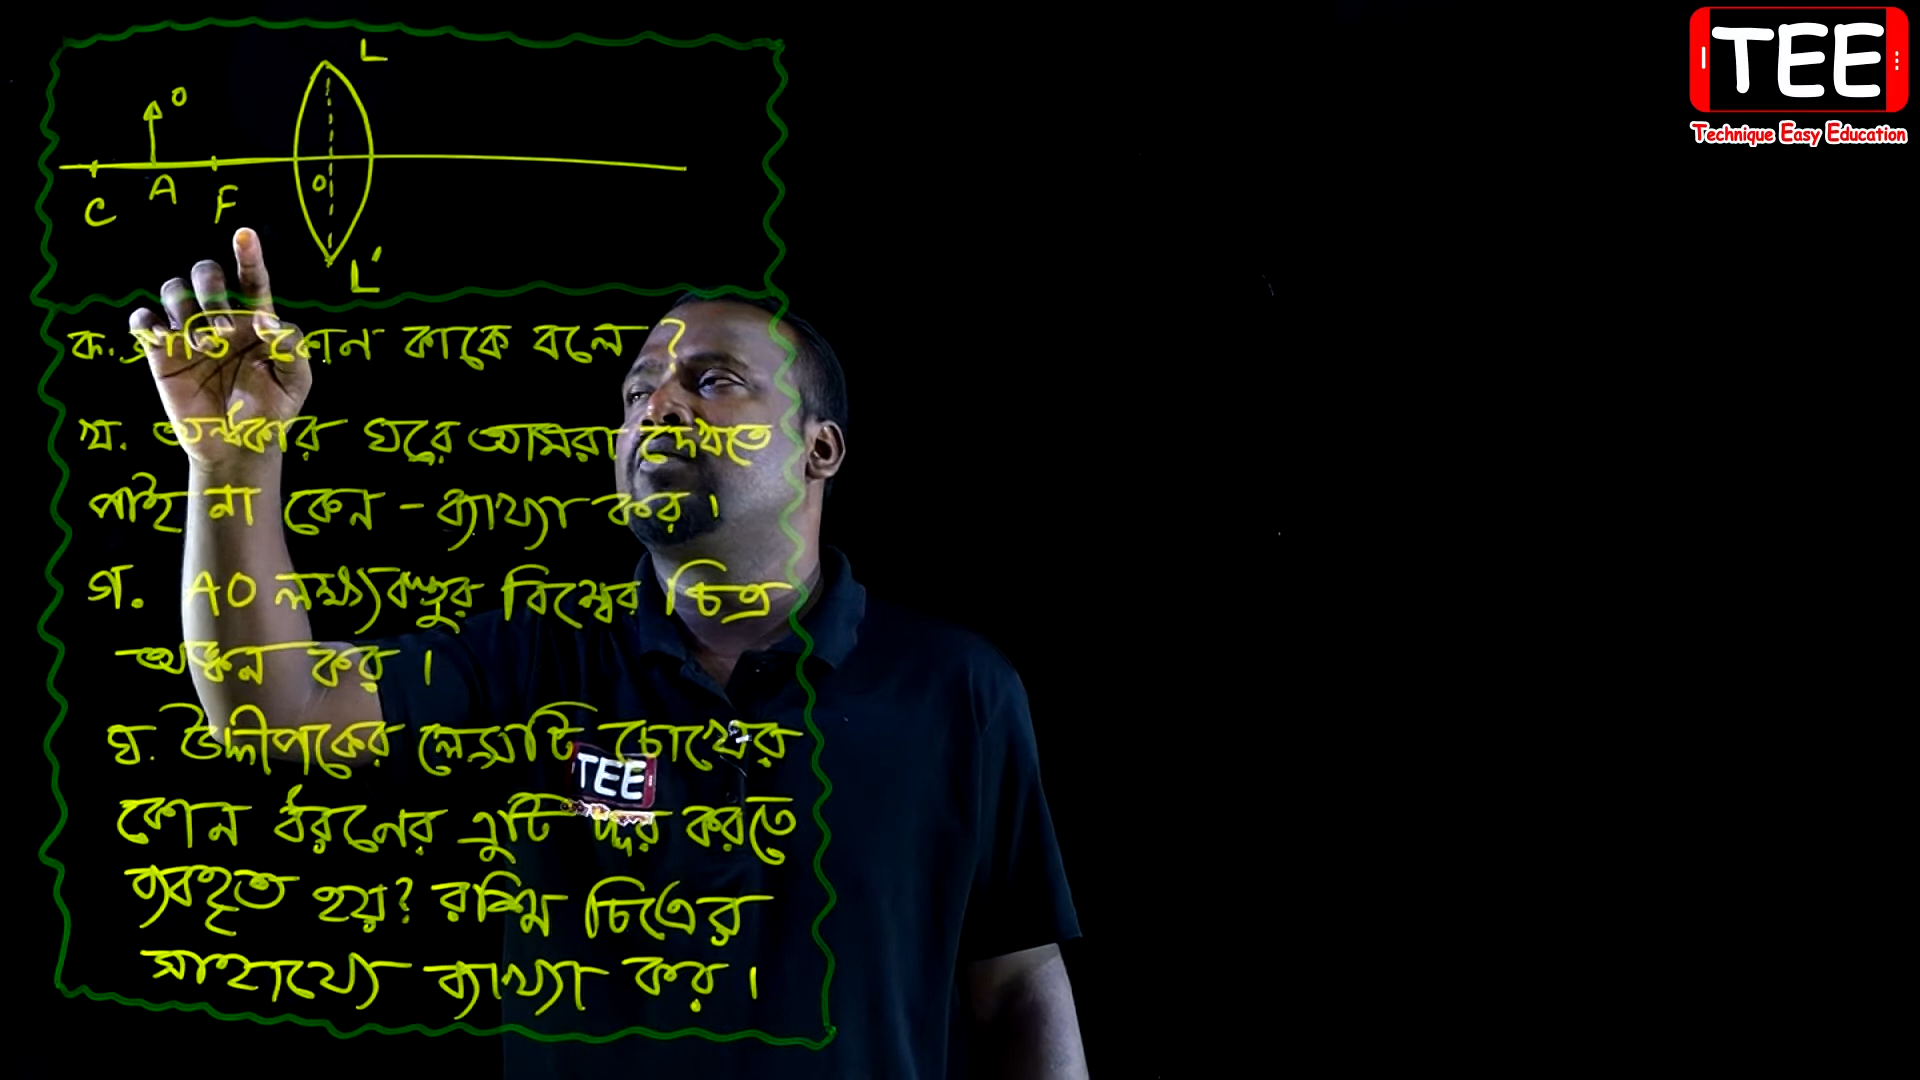 L
O
O
C A F
L'
ক. ক্রান্তি কোন কাকে বলে ?
খ. অন্ধকার ঘরে আমরা দেখতে
পাই না কেন - ব্যাখ্যা কর ।
গ. AO লক্ষ্যবস্তুর বিম্বের চিত্র
অঙ্কন কর ।
ঘ. উদ্দীপকের লেন্সটি চোখের
কোন ধরনের ত্রুটি দূর করতে
ব্যবহৃত হয়? রশ্মি চিত্রের
সাহায্যে ব্যাখ্যা কর ।
TEE
TEE
Technique Easy Education